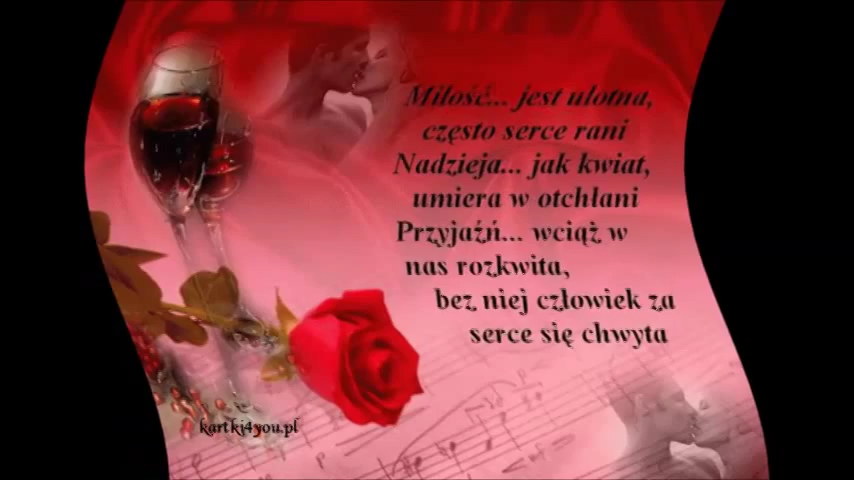 Miłość... jest ulotna,
często serce rani
Nadzieja... jak kwiat,
umiera w otchłani
Przyjaźń... wciąż w
nas rozkwita,
bez niej człowiek za
serce się chwyta
kartki4you.pl